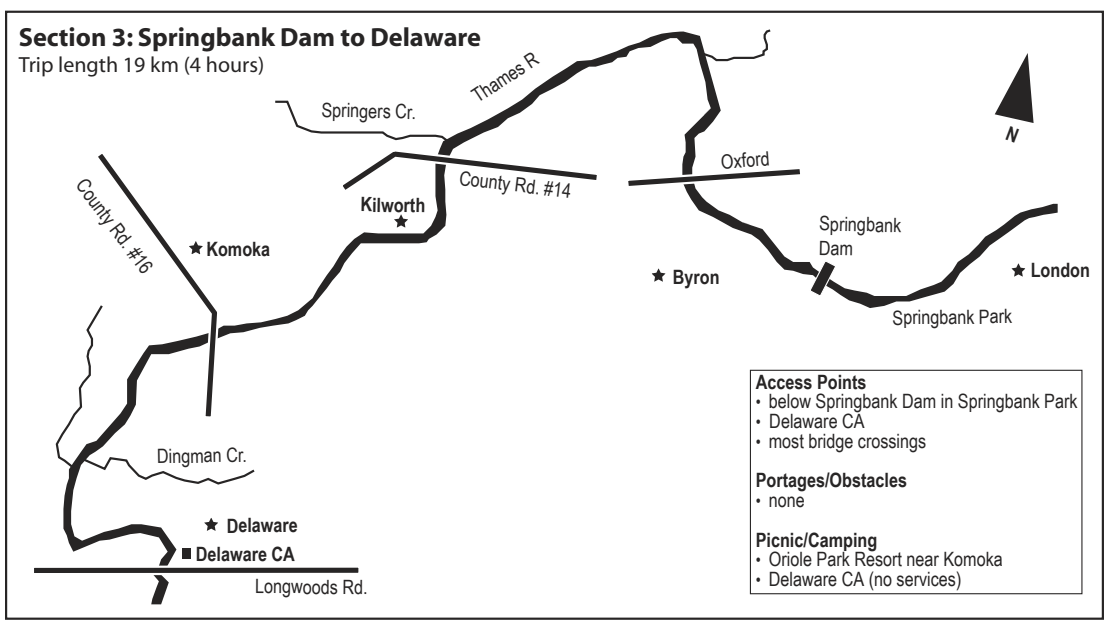 Section 3: Springbank Dam to Delaware
Trip length 19 km (4 hours)
Thames R
Springers Cr.
N
Oxford
County Rd. #14
County Rd. #16
Kilworth
Springbank
Dam
Komoka
Byron
London
Springbank Park
Access Points
• below Springbank Dam in Springbank Park
• Delaware CA
• most bridge crossings
Dingman Cr.
Portages/Obstacles
• none
Delaware
Delaware CA
Picnic/Camping
• Oriole Park Resort near Komoka
• Delaware CA (no services)
Longwoods Rd.